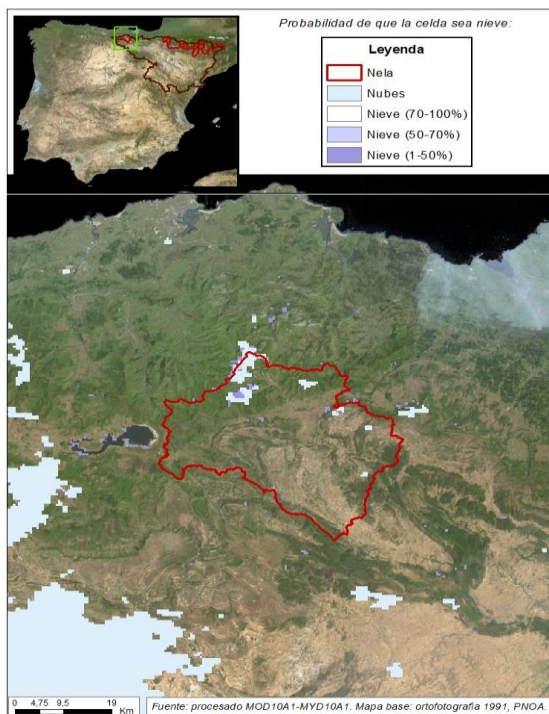 Probabilidad de que la celda sea nieve:
Leyenda
Nela
Nubes
Nieve (70-100%)
Nieve (50-70%)
Nieve (1-50%)
0 4,75 9,5 19
Km
Fuente: procesado MOD10A1-MYD10A1. Mapa base: ortofotografía 1991, PNOA.